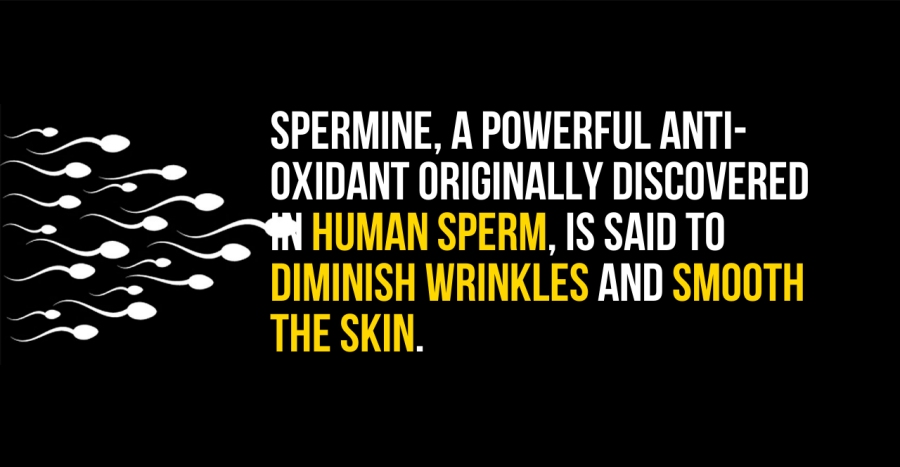 SPERMINE, A POWERFUL ANTI-
OXIDANT ORIGINALLY DISCOVERED
IN HUMAN SPERM, IS SAID TO
DIMINISH WRINKLES AND SMOOTH
THE SKIN.